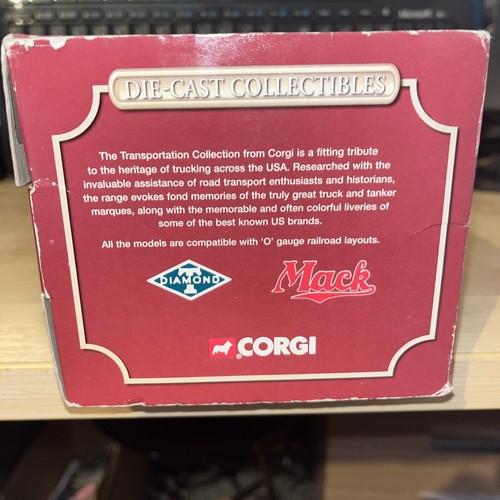 DIE-CAST COLLECTIBLES
The Transportation Collection from Corgi is a fitting tribute
to the heritage of trucking across the USA. Researched with the
invaluable assistance of road transport enthusiasts and historians,
the range evokes fond memories of the truly great truck and tanker
marques, along with the memorable and often colorful liveries of
some of the best known US brands.
All the models are compatible with 'O' gauge railroad layouts.
DIAMOND T
Mack
CORGI